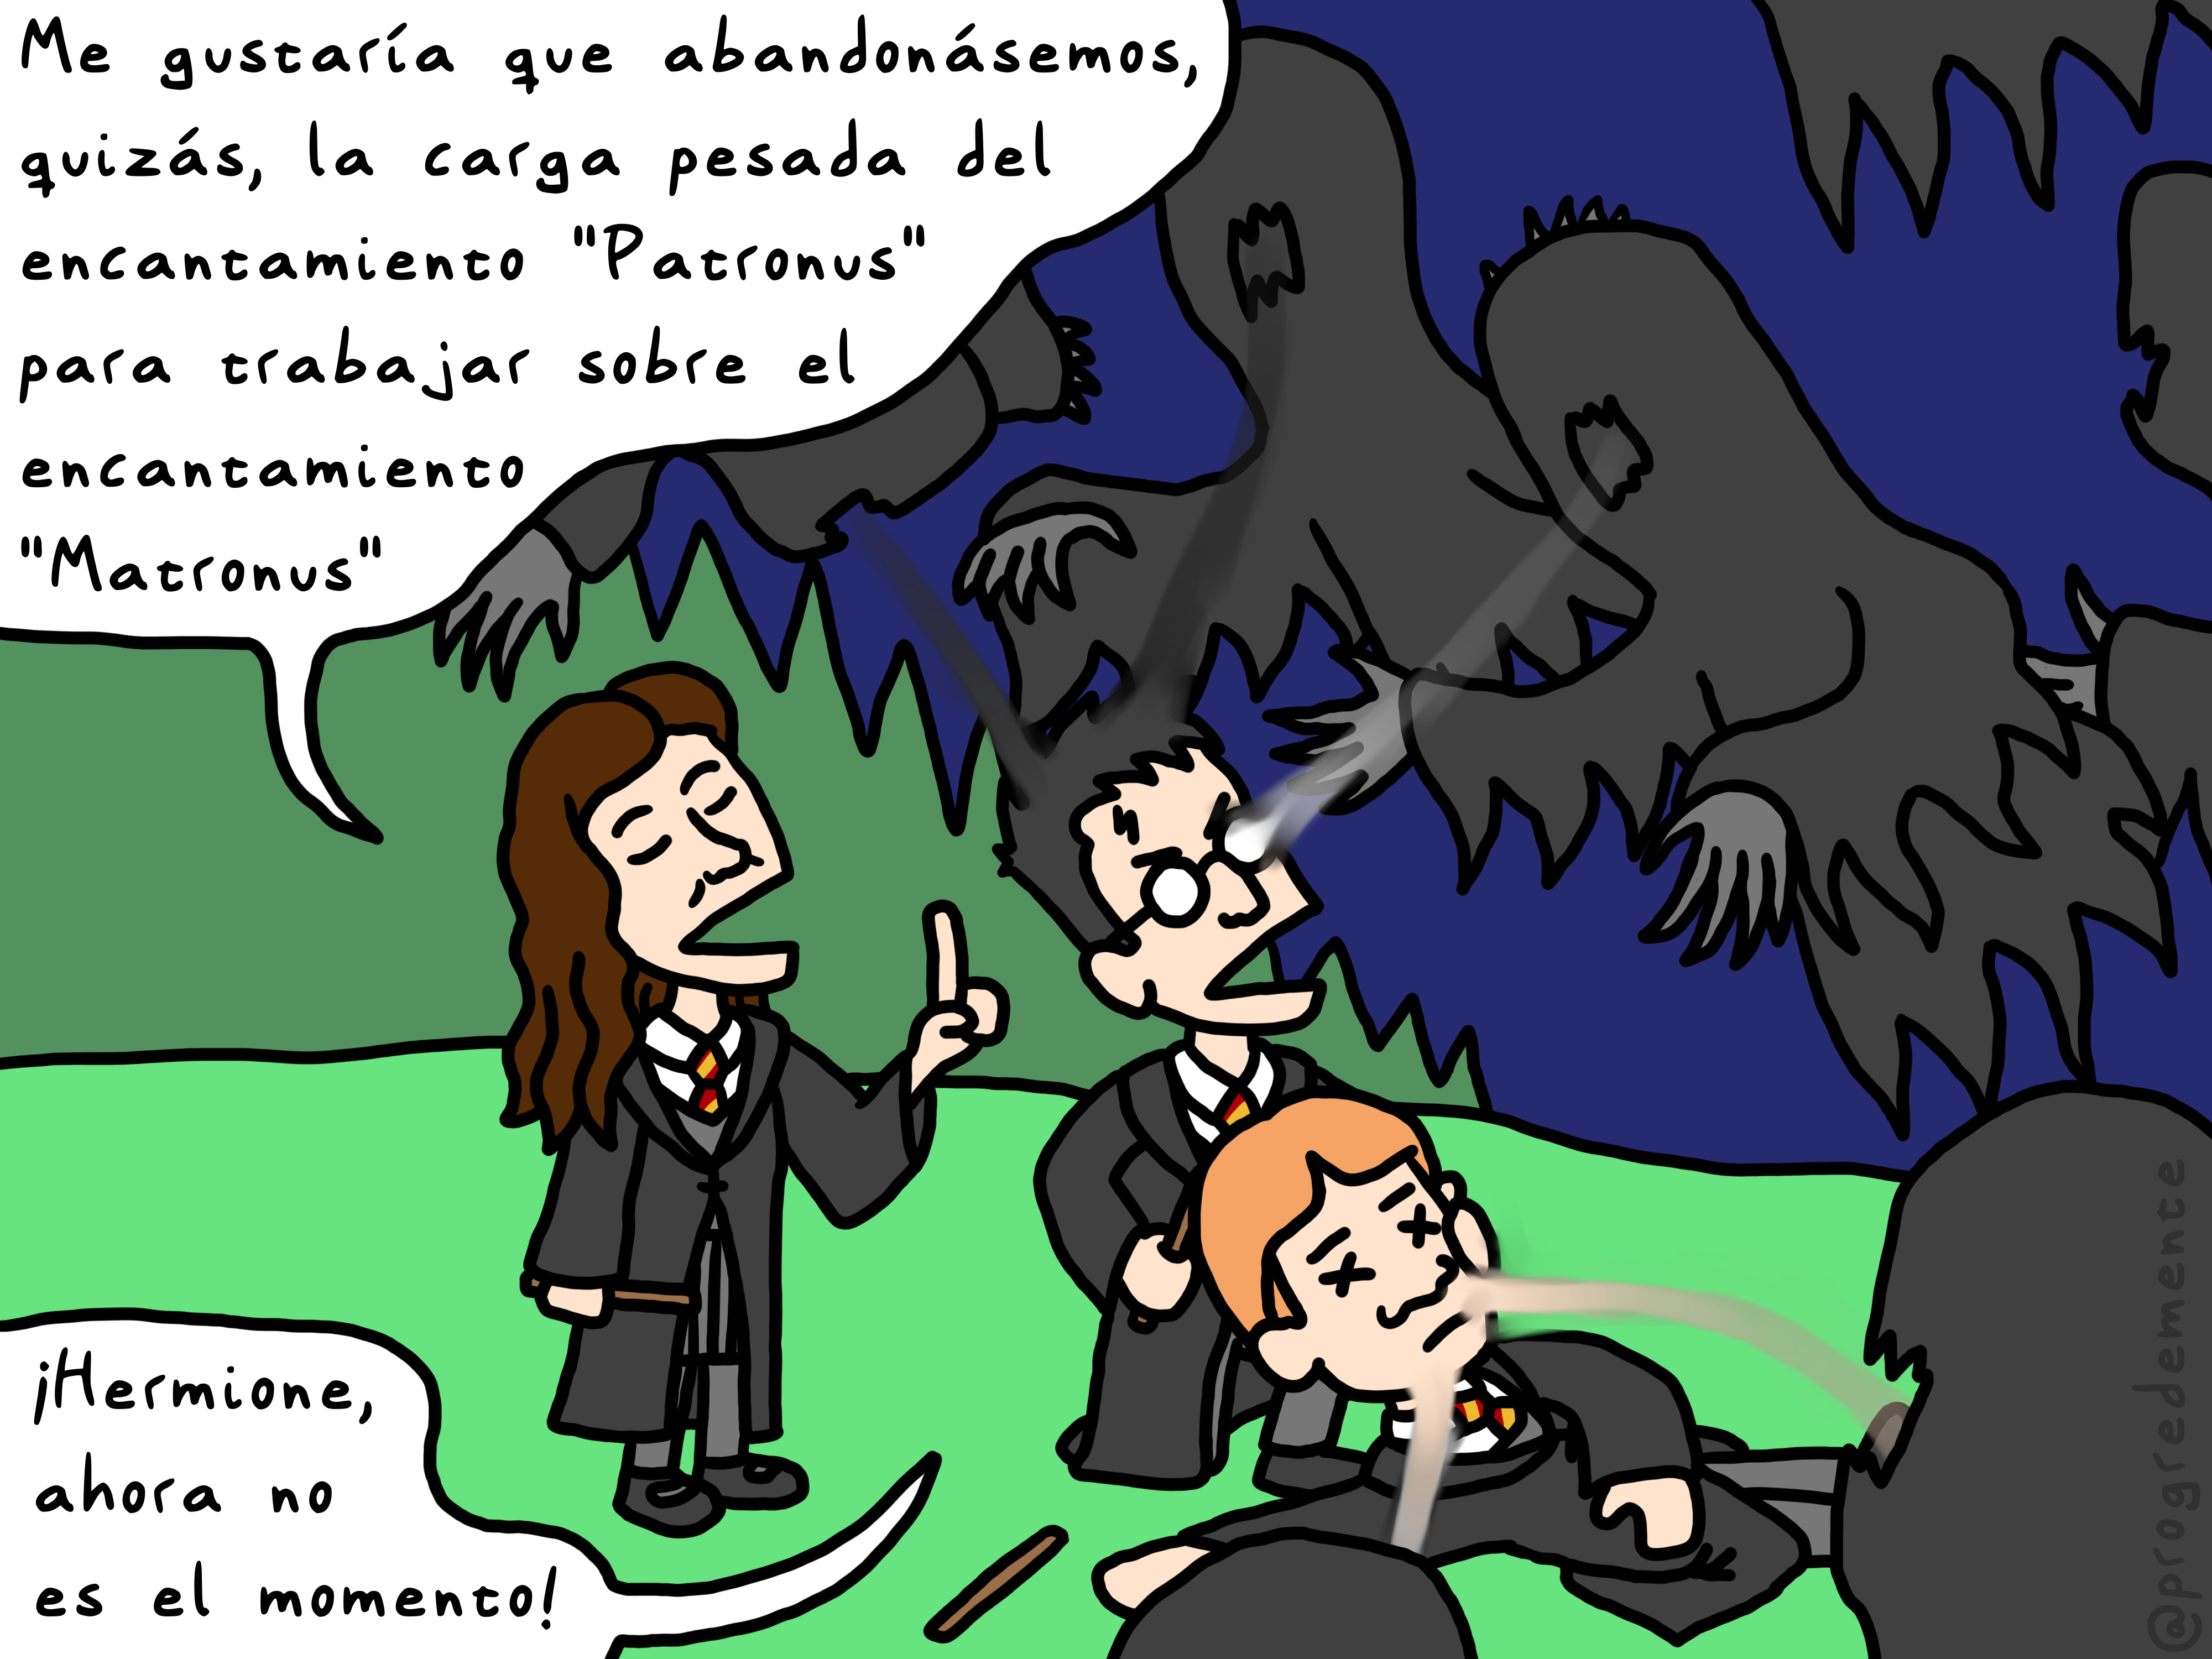 Me gustaría que abandonásemos,
quizás, la carga pesada del
encantamiento "Patronus"
para trabajar sobre el
encantamiento
"Matronus"
¡Hermione,
ahora no
es el momento!
@progredemente